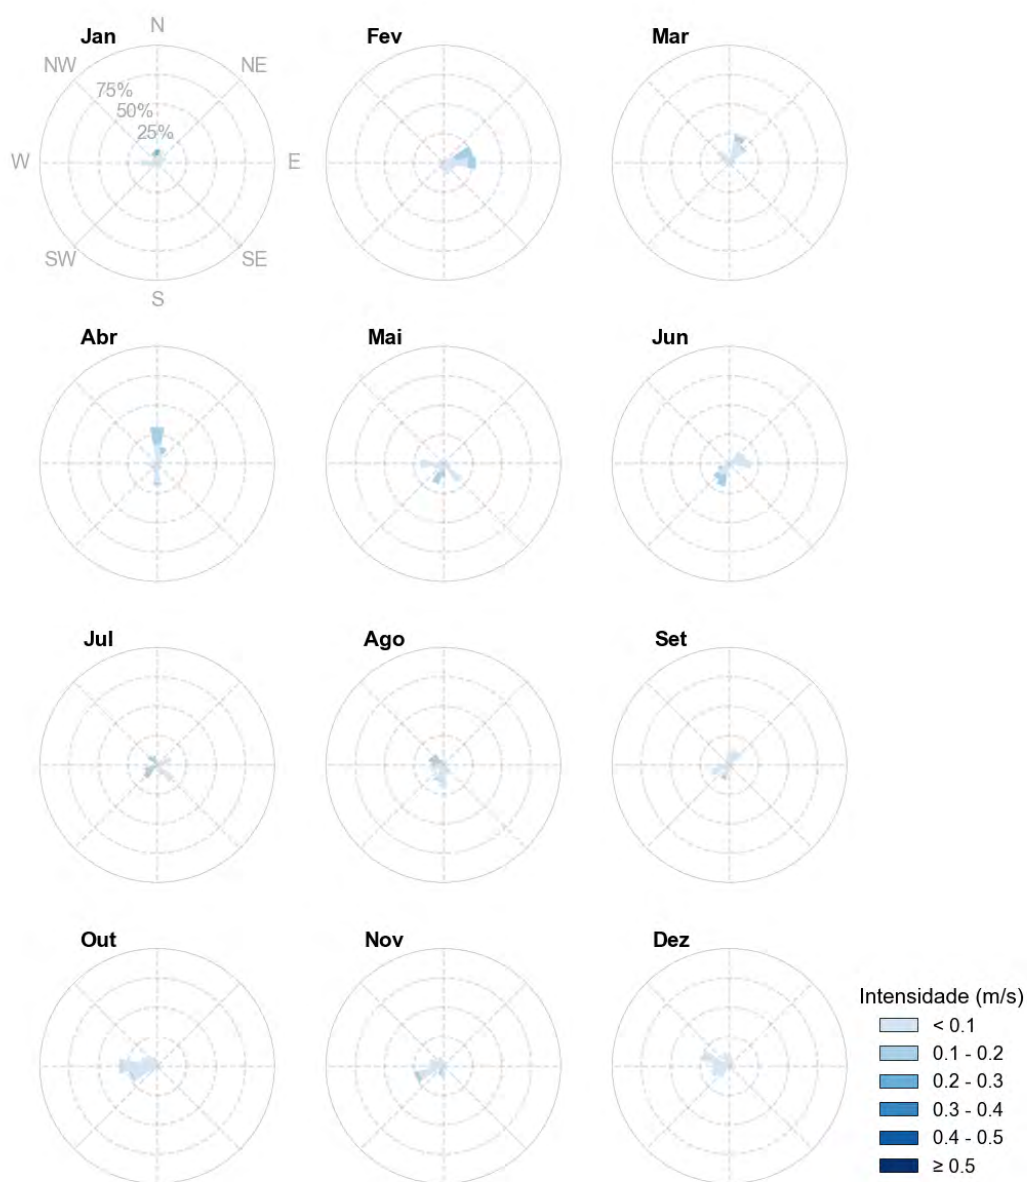 Jan
N
Fev
Mar
NW
NE
75%
50%
25%
W
E
SW
SE
S
Abr
Mai
Jun
Jul
Ago
Set
Out
Nov
Dez
Intensidade (m/s)
< 0.1
0.1 - 0.2
0.2 - 0.3
0.3 - 0.4
0.4 - 0.5
≥ 0.5